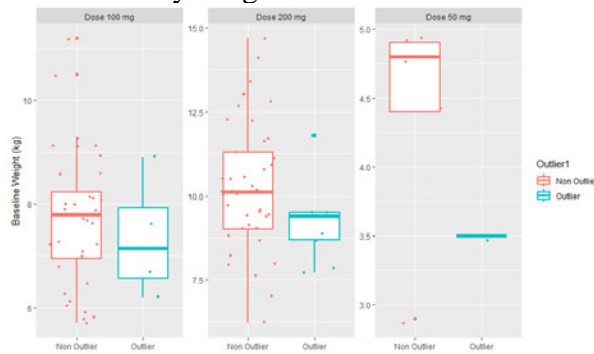 Dose 100 mg
Dose 200 mg
Dose 50 mg
Baseline Weight (kg)
10
8
6
15.0
12.5
10.0
7.5
5.0
4.5
4.0
3.5
3.0
Non Outlier
Outlier
Non Outlier
Outlier
Non Outlier
Outlier
Outlier1
Non Outlier
Outlier